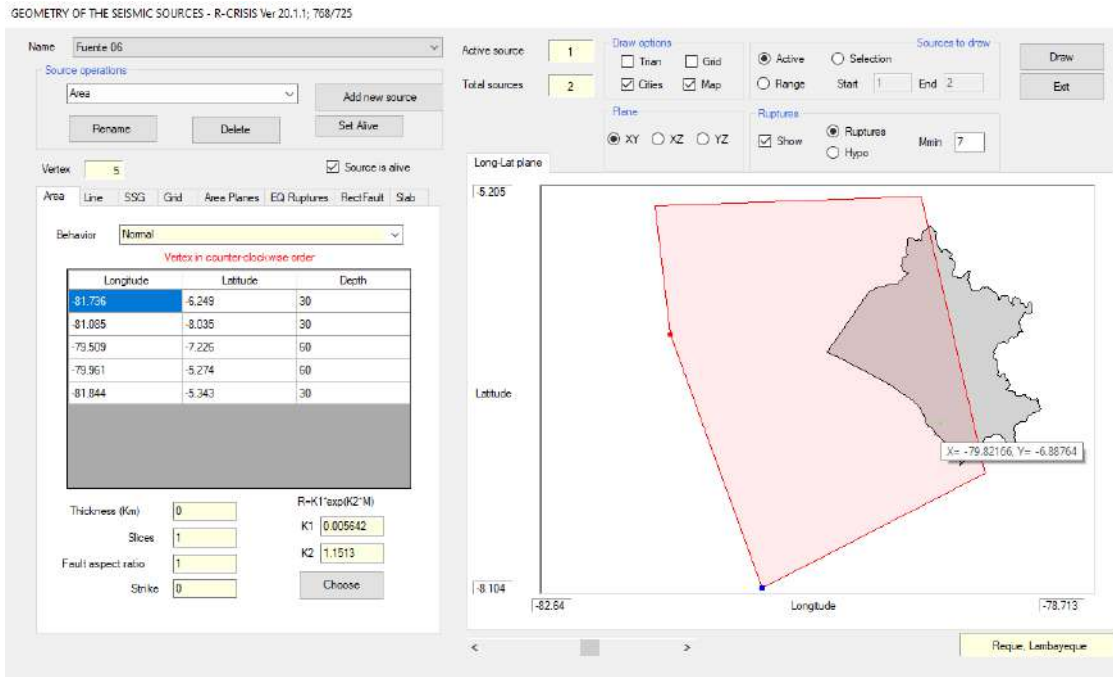 GEOMETRY OF THE SEISMIC SOURCES - R-CRISIS Ver 20.1.1; 768/725
Name Fuente 06
Source operations
Area
Add new source
Rename Delete Set Alive
Vertex 5 Source is alive
Area Line SSG Grid Area Planes EQ Ruptures RectFault Slab
Behavior Normal
Vertex in counter-clockwise order
Longitude Latitude Depth
-81.736 -6.249 30
-81.085 -8.035 30
-79.509 -7.226 60
-79.961 -5.274 60
-81.844 -5.343 30
Thickness (Km) 0
Slices 1
Fault aspect ratio 1
Strike 0
R=K1*exp(K2*M)
K1 0.005642
K2 1.1513
Choose
Active source 1
Total sources 2
Draw options
Trian Grid
Cities Map
Sources to draw
Active Selection
Range Start 1 End 2
Draw
Exit
Plane
XY XZ YZ
Ruptures
Show Ruptures
Hypo
Mmin 7
Long-Lat plane
-5.205
Latitude
X= -79.82166, Y= -6.88764
-8.104
-82.64 Longitude -78.713
< >
Reque, Lambayeque